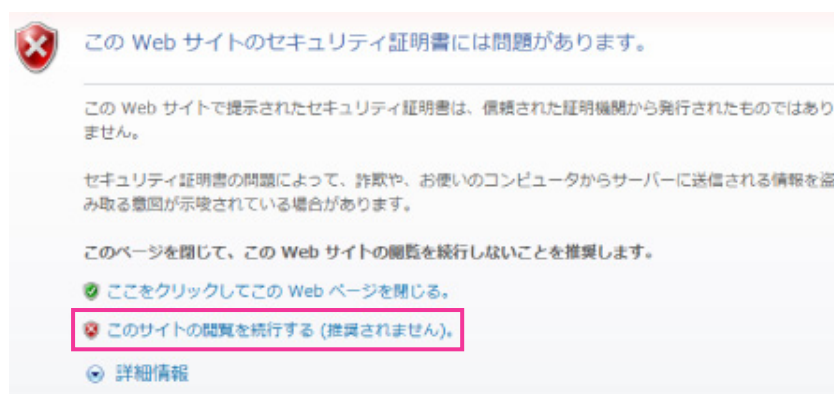 この Web サイトのセキュリティ証明書には問題があります。
この Web サイトで提示されたセキュリティ証明書は、信頼された証明機関から発行されたものではあり
ません。
セキュリティ証明書の問題によって、詐欺や、お使いのコンピュータからサーバーに送信される情報を盗
み取る意図が示唆されている場合があります。
このページを閉じて、この Web サイトの閲覧を続行しないことを推奨します。
ここをクリックしてこの Web ページを閉じる。
このサイトの閲覧を続行する (推奨されません)。
詳細情報